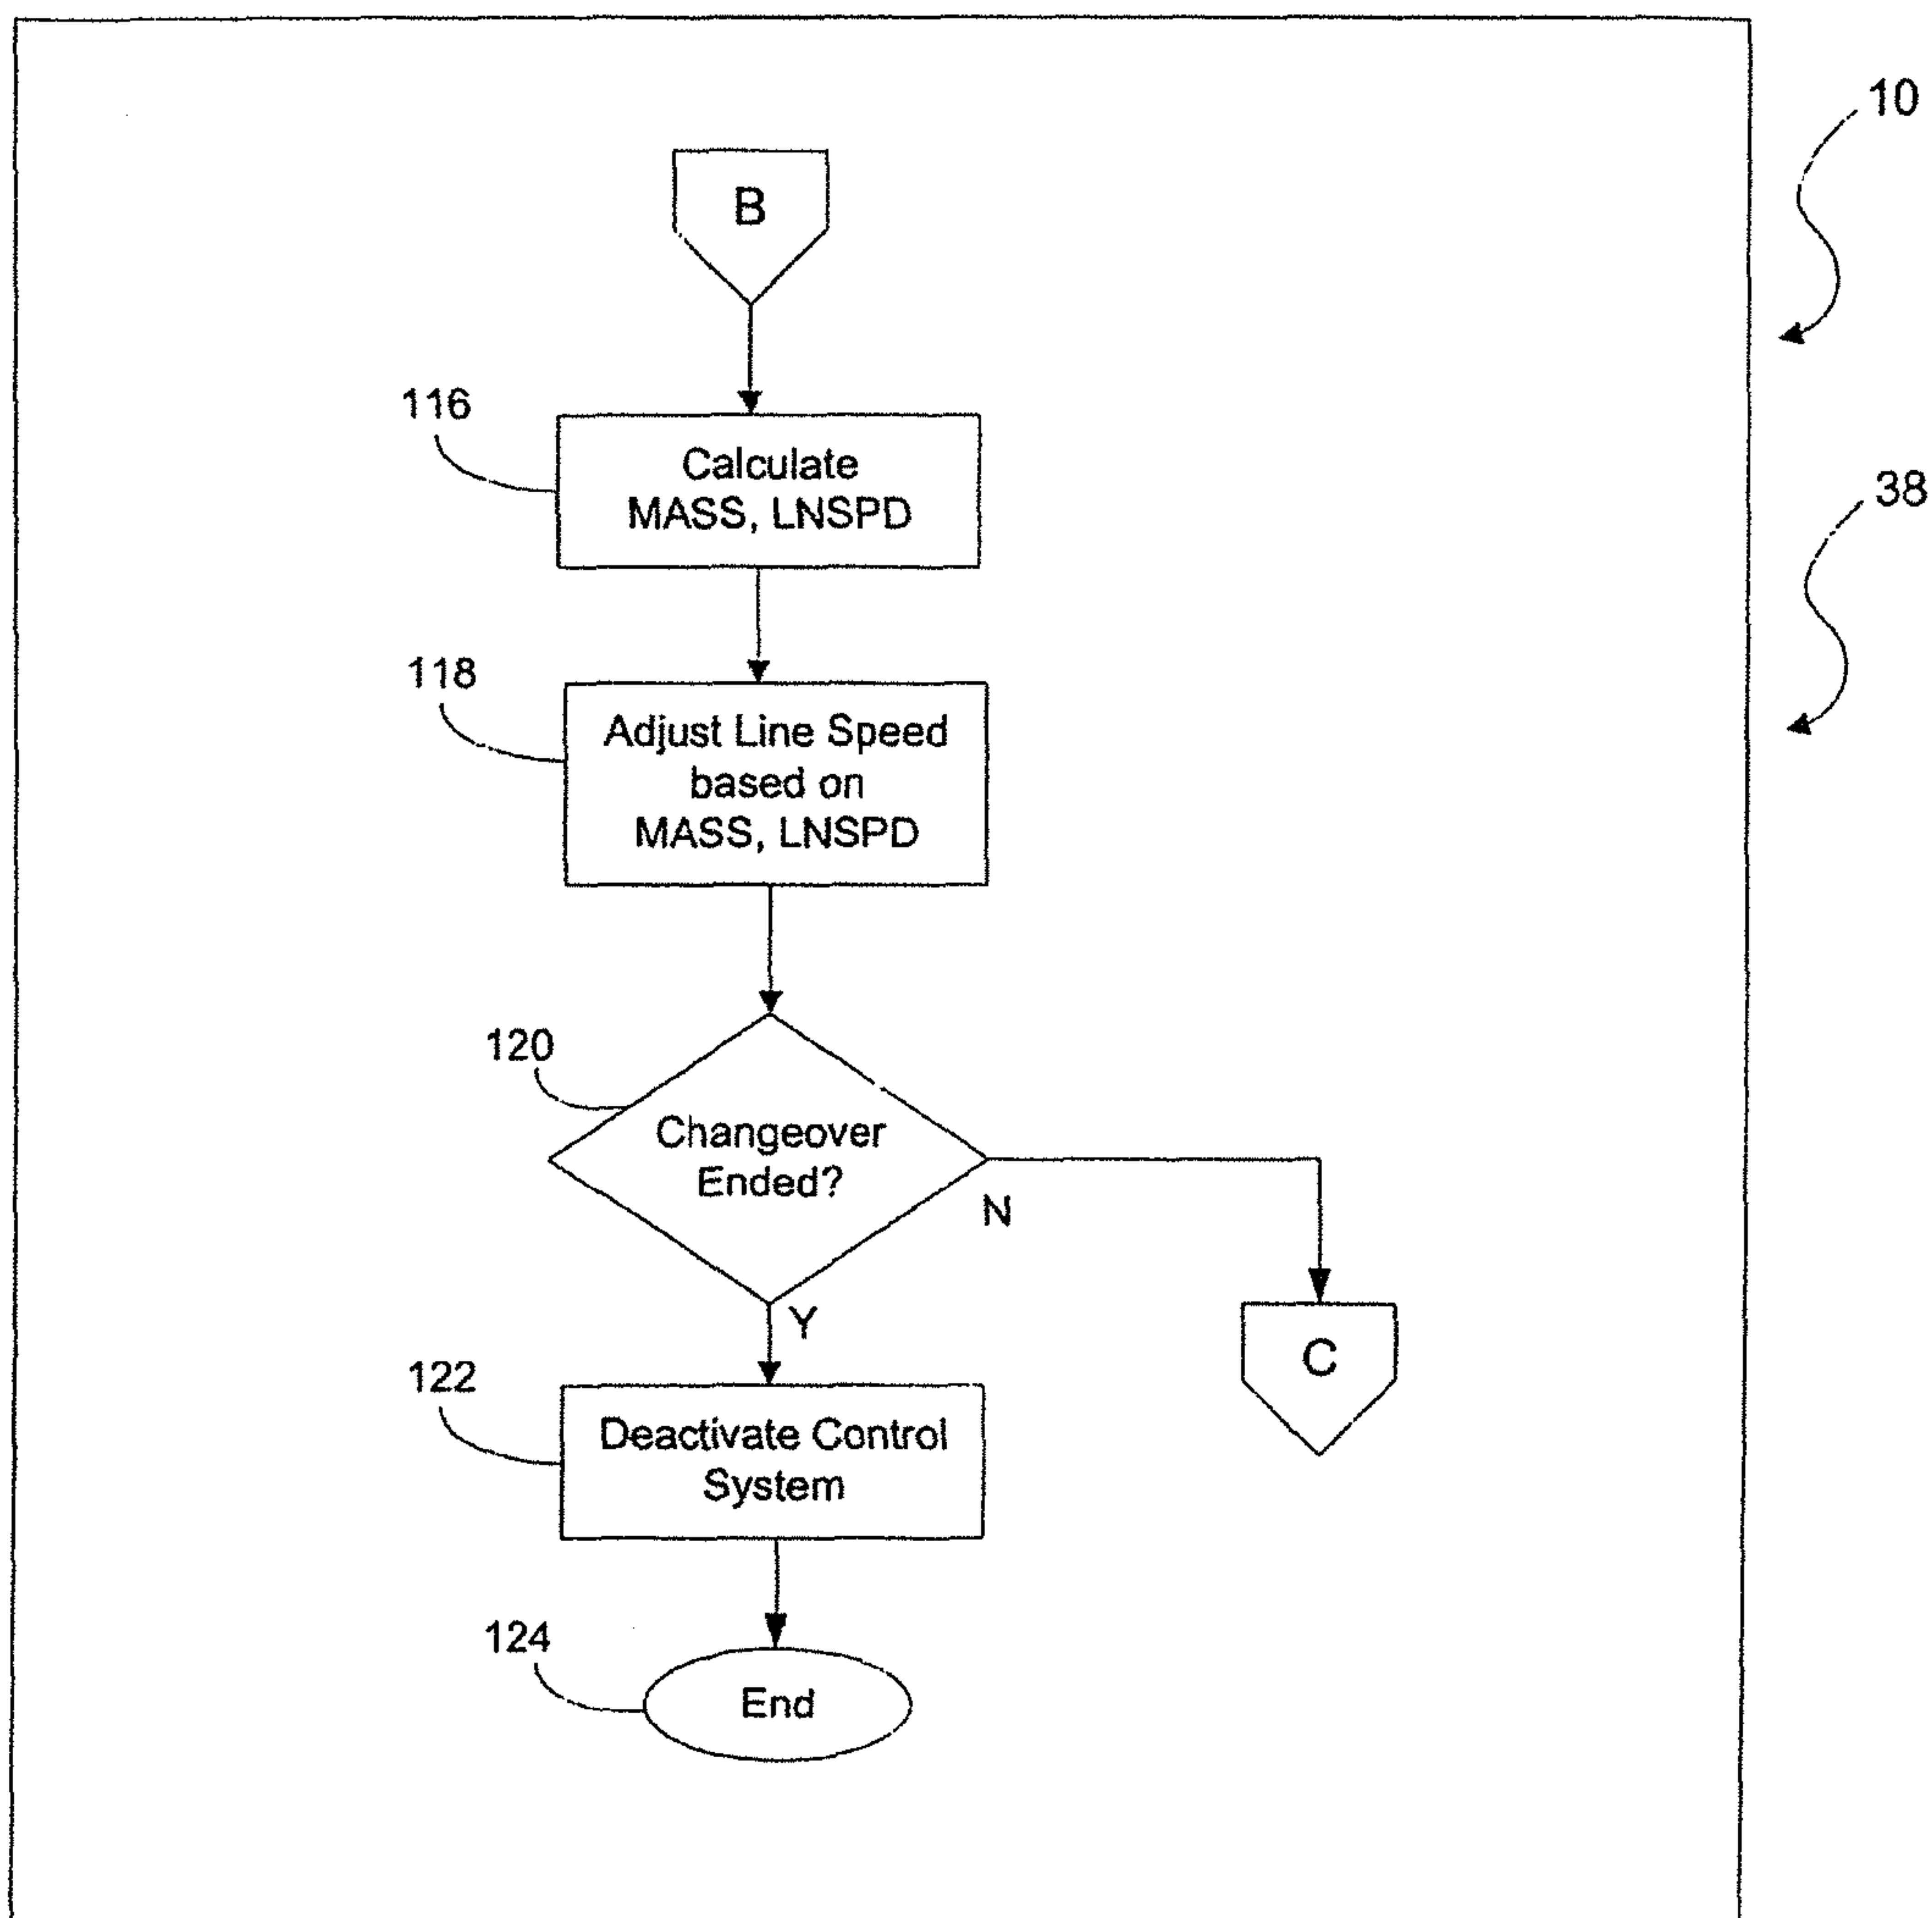 10
B
116
Calculate
MASS, LNSPD
38
118
Adjust Line Speed
based on
MASS, LNSPD
120
Changeover
Ended?
N
Y
C
122
Deactivate Control
System
124
End